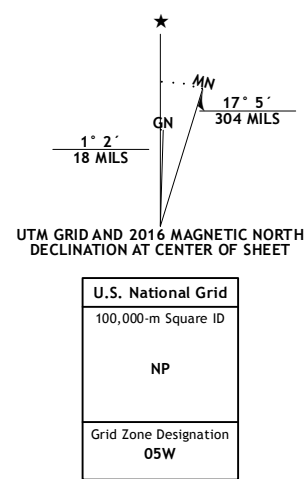 ★
MN
GN
17° 5´
304 MILS
1° 2´
18 MILS
UTM GRID AND 2016 MAGNETIC NORTH
DECLINATION AT CENTER OF SHEET
U.S. National Grid
100,000-m Square ID
NP
Grid Zone Designation
05W